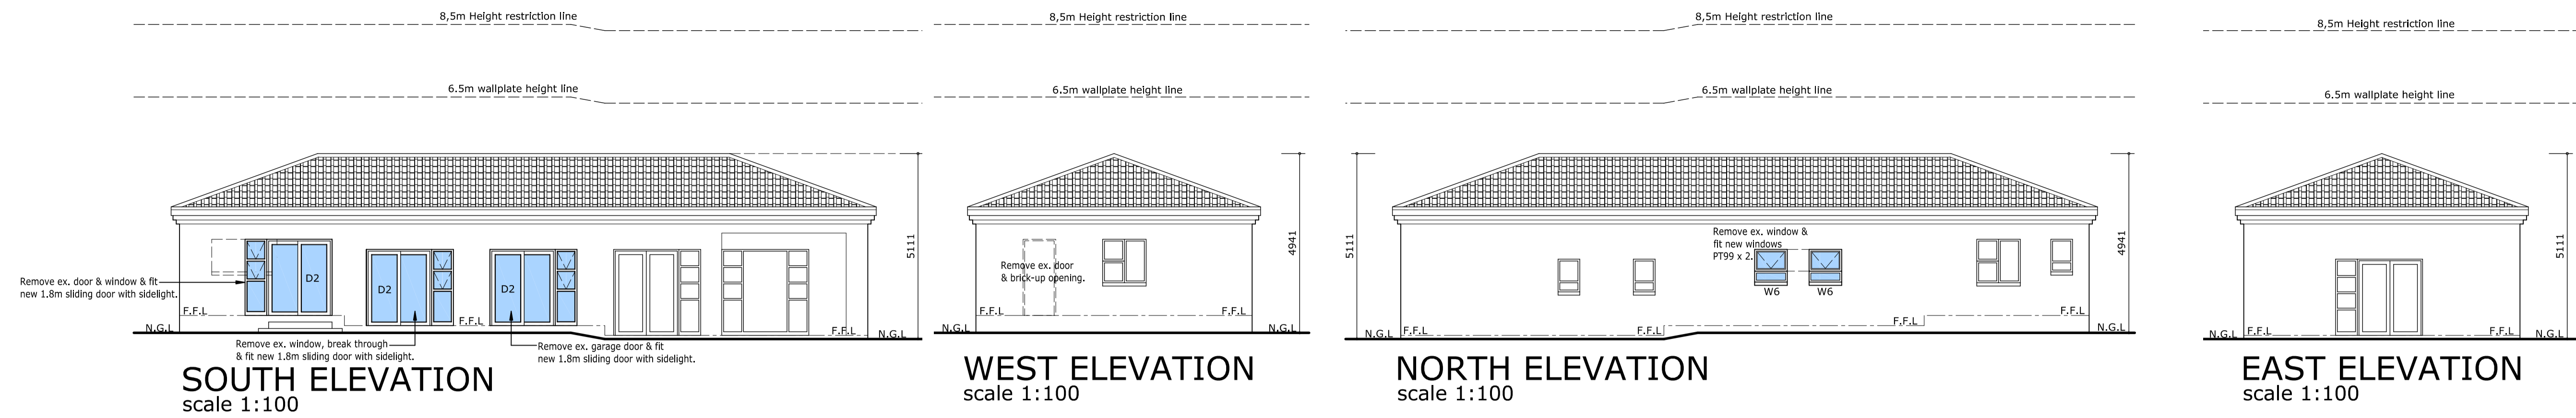 8,5m Height restriction line
6.5m wallplate height line
5111
D2
D2
D2
Remove ex. door & window & fit
new 1.8m sliding door with sidelight.
F.F.L
F.F.L
F.F.L
N.G.L
N.G.L
Remove ex. window, break through
& fit new 1.8m sliding door with sidelight.
Remove ex. garage door & fit
new 1.8m sliding door with sidelight.
SOUTH ELEVATION
scale 1:100
8,5m Height restriction line
6.5m wallplate height line
4941
Remove ex. door
& brick-up opening.
F.F.L
F.F.L
N.G.L
N.G.L
WEST ELEVATION
scale 1:100
8,5m Height restriction line
6.5m wallplate height line
5111
4941
Remove ex. window &
fit new windows
PT99 x 2.
W6
W6
F.F.L
F.F.L
F.F.L
F.F.L
N.G.L
N.G.L
NORTH ELEVATION
scale 1:100
8,5m Height restriction line
6.5m wallplate height line
5111
F.F.L
F.F.L
N.G.L
N.G.L
EAST ELEVATION
scale 1:100